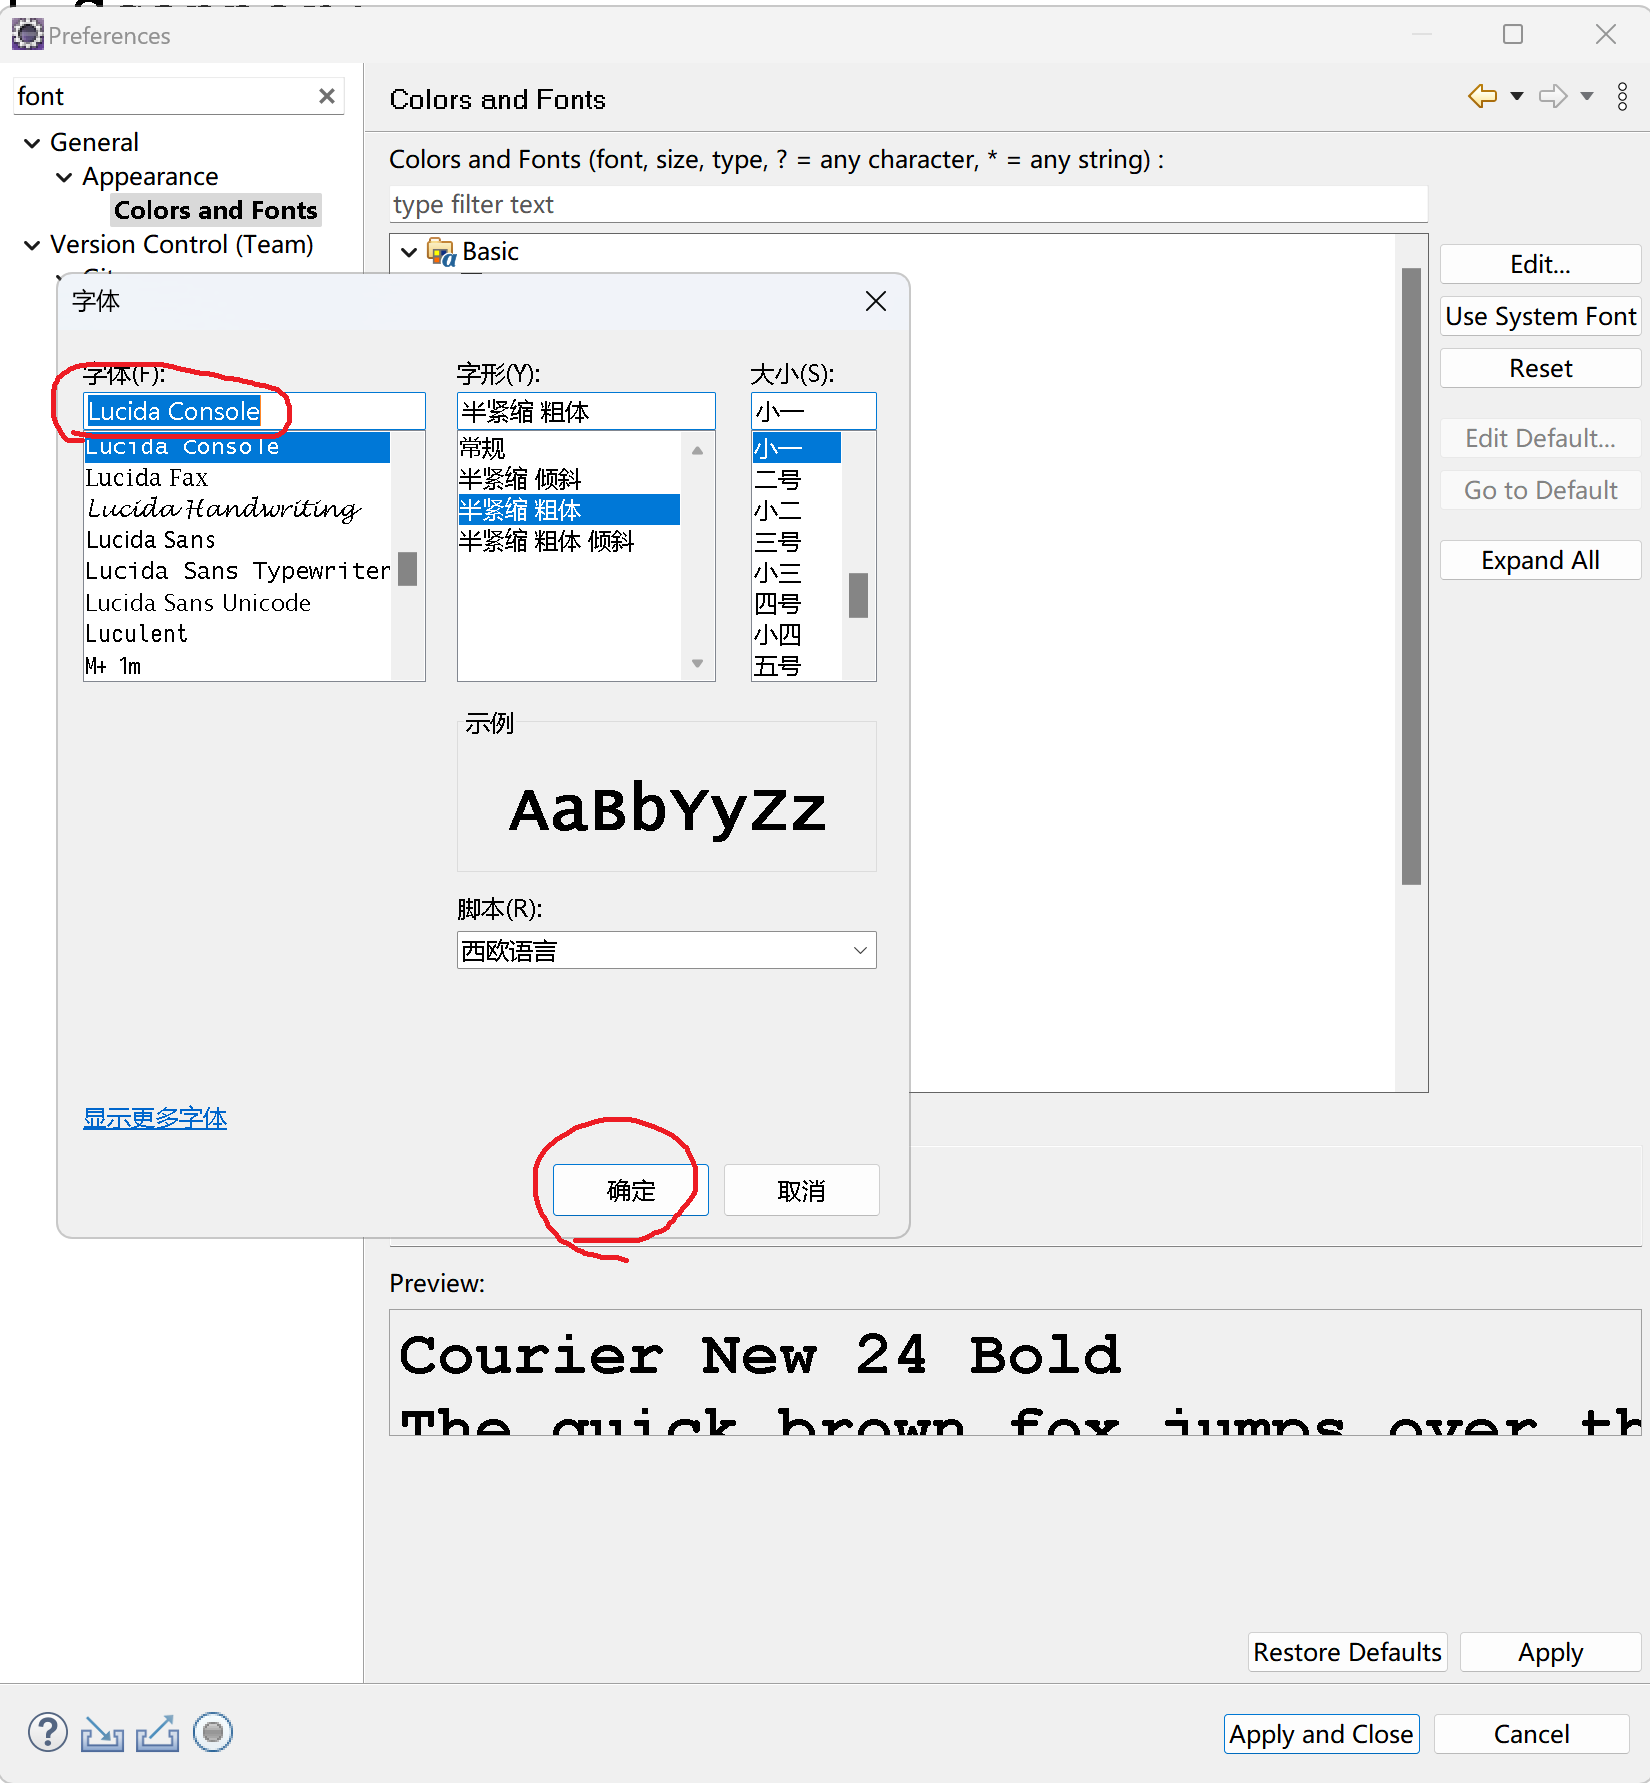 Preferences
font
General
Appearance
Colors and Fonts
Version Control (Team)
Colors and Fonts
Colors and Fonts (font, size, type, ? = any character, * = any string) :
type filter text
Basic
Edit...
Use System Font
Reset
Edit Default...
Go to Default
Expand All
字体
字体(F):
Lucida Console
Lucida Console
Lucida Fax
Lucida Handwriting
Lucida Sans
Lucida Sans Typewriter
Lucida Sans Unicode
Luculent
M+ 1m
字形(Y):
半紧缩 粗体
常规
半紧缩 倾斜
半紧缩 粗体
半紧缩 粗体 倾斜
大小(S):
小一
小一
二号
小二
三号
小三
四号
小四
五号
示例
AaBbYyZz
脚本(R):
西欧语言
显示更多字体
确定
取消
Preview:
Courier New 24 Bold
The quick brown fox jumps over th
Restore Defaults
Apply
Apply and Close
Cancel